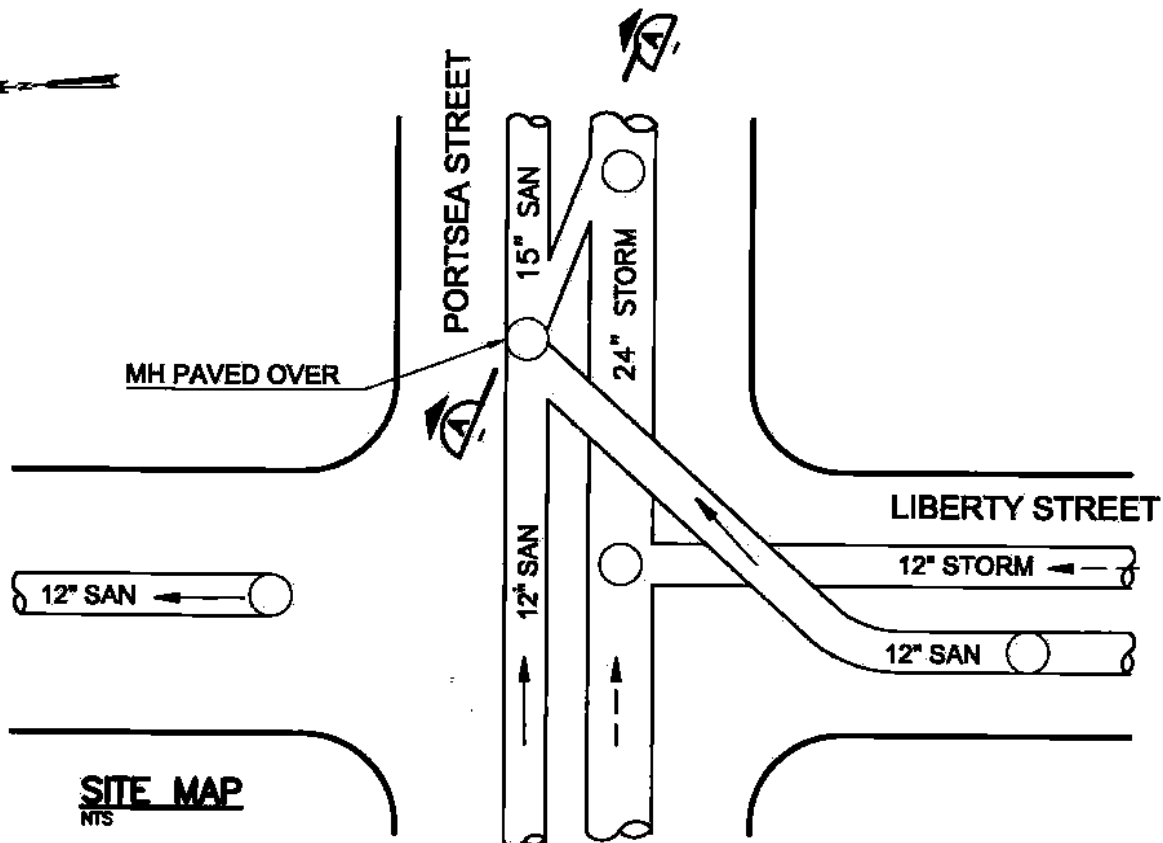 N
A
PORTSEA STREET
15" SAN
24" STORM
MH PAVED OVER
A
LIBERTY STREET
12" STORM
12" SAN
12" SAN
12" SAN
SITE MAP
NTS